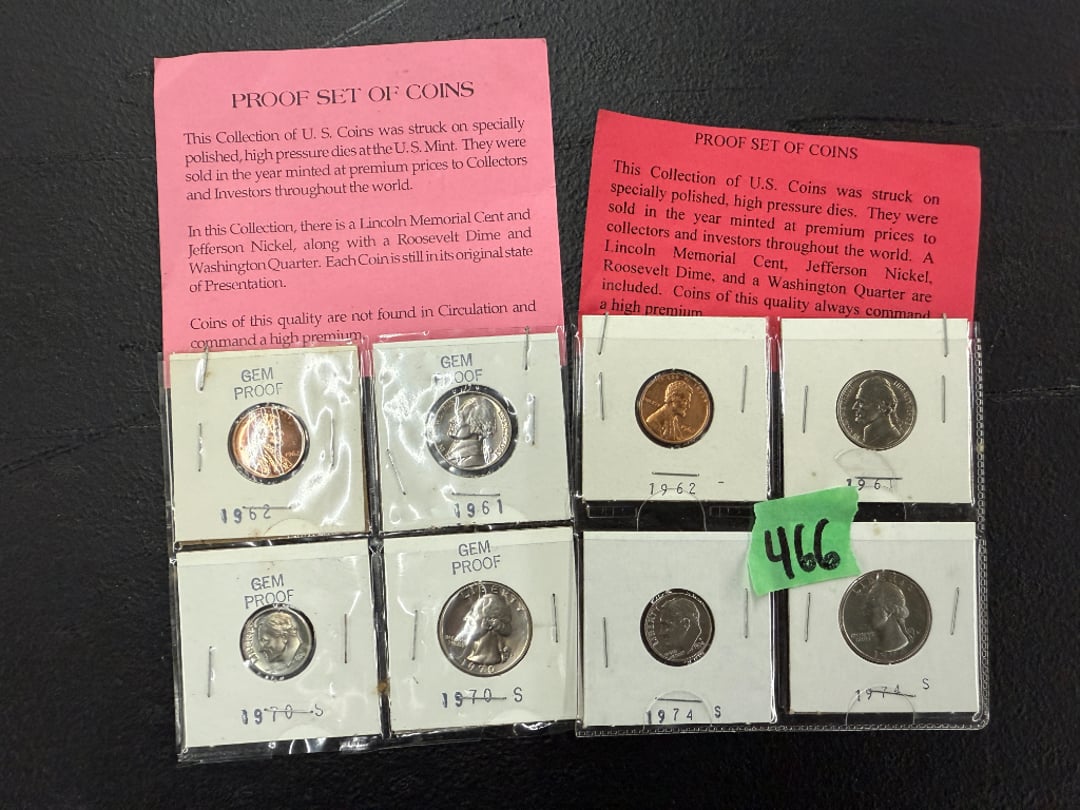 PROOF SET OF COINS
This Collection of U. S. Coins was struck on specially
polished, high pressure dies at the U.S. Mint. They were
sold in the year minted at premium prices to Collectors
and Investors throughout the world.
In this Collection, there is a Lincoln Memorial Cent and
Jefferson Nickel, along with a Roosevelt Dime and
Washington Quarter. Each Coin is still in its original state
of Presentation.
Coins of this quality are not found in Circulation and
command a high premium.
GEM
PROOF
1962
GEM
PROOF
1961
GEM
PROOF
1970-S
GEM
PROOF
LIBERTY
1970
1970-S
PROOF SET OF COINS
This Collection of U.S. Coins was struck on
specially polished, high pressure dies. They were
sold in the year minted at premium prices to
collectors and investors throughout the world. A
Lincoln Memorial Cent, Jefferson Nickel,
Roosevelt Dime, and a Washington Quarter are
included. Coins of this quality always command
a high premium
1962
1961
466
LIBERTY
1974 S
LIBERTY
1974 S